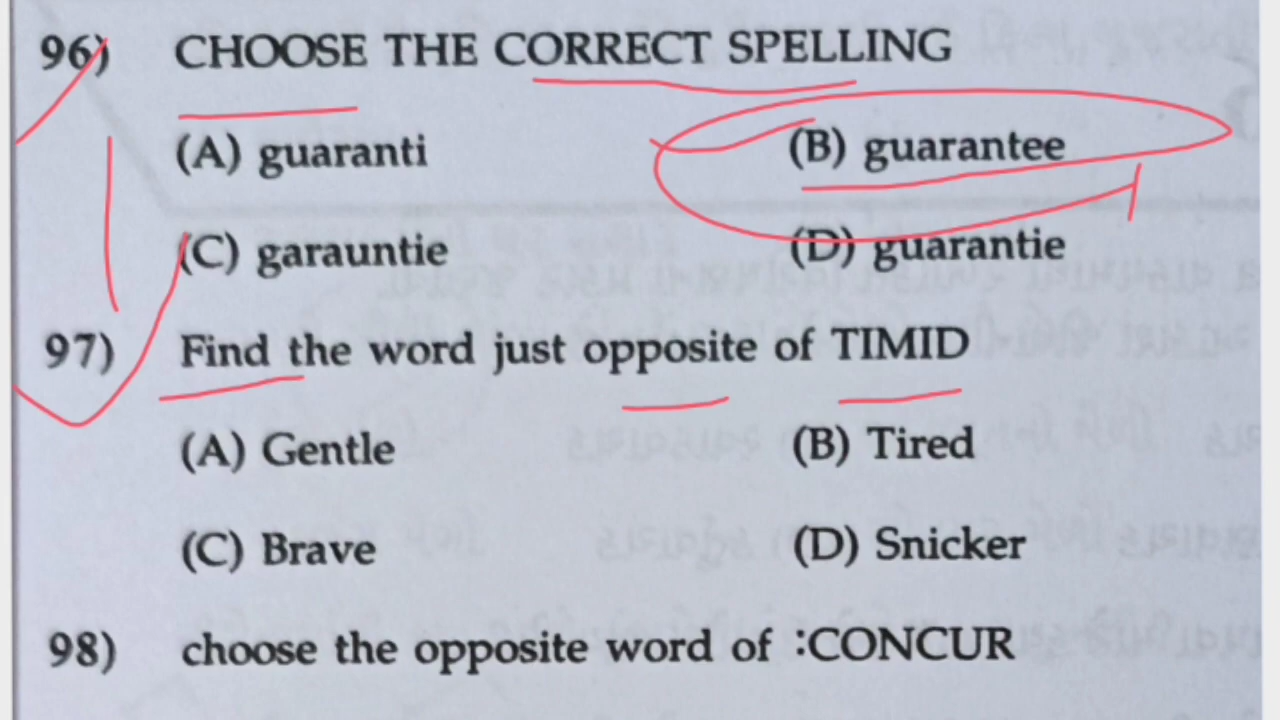 96) CHOOSE THE CORRECT SPELLING
(A) guaranti (B) guarantee
(C) garauntie (D) guarantie
97) Find the word just opposite of TIMID
(A) Gentle (B) Tired
(C) Brave (D) Snicker
98) choose the opposite word of :CONCUR